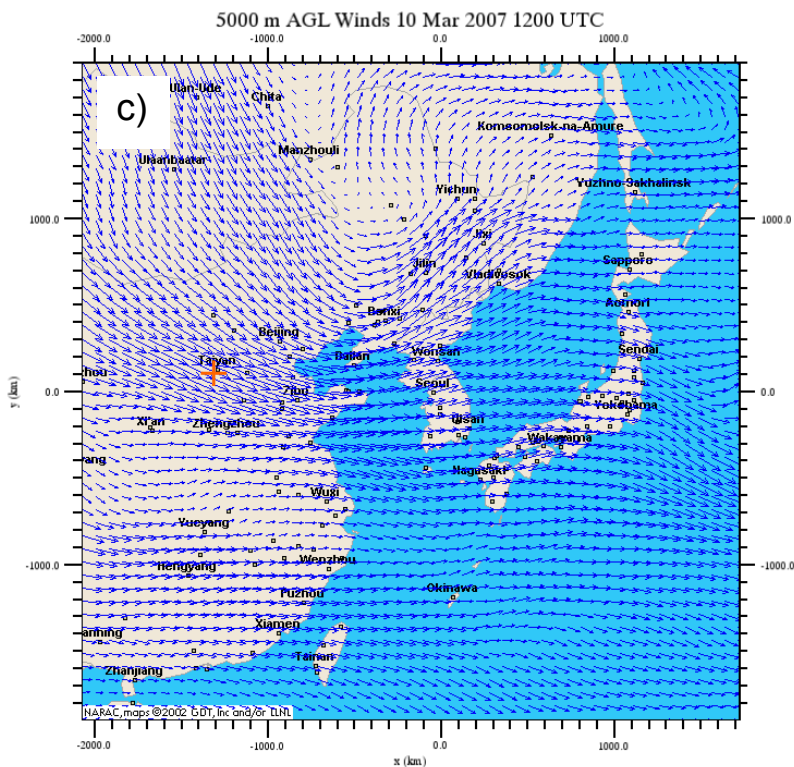 5000 m AGL Winds 10 Mar 2007 1200 UTC
-2000.0 -1000.0 0.0 1000.0
c)
Ulan-Ude
Chita
Komsomolsk-na-Amure
Manzhouli
Ulaanbaatar
Yichun
Yuzhno-Sakhalinsk
1000.0 1000.0
Jixi
Jilin
Sapporo
Vladivostok
Aomori
Benxi
Beijing
Sendai
Dalian
Wonsan
Taiyan
hou
Seoul
0.0 0.0
y (km)
Zibo
Yokohama
Xi'an
Zhengzhou
Ulsan
Wakayama
ang
Nagasaki
Wuxi
Yueyang
Wenzhou
-1000.0 -1000.0
Hengyang
Okinawa
Fuzhou
Xiamen
anning
Tainan
Zhanjiang
NARAC, maps ©2002 GDT, Inc and/or LLNL
-2000.0 -1000.0 0.0 1000.0
x (km)